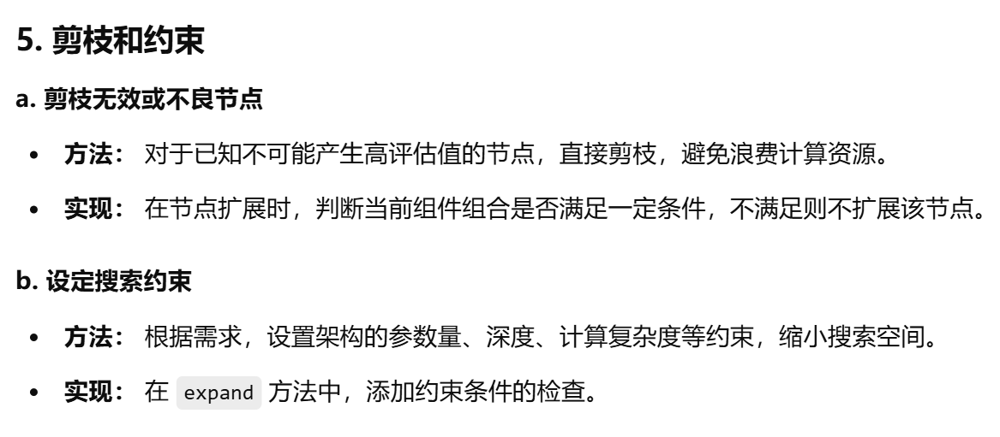 5. 剪枝和约束
a. 剪枝无效或不良节点
• 方法： 对于已知不可能产生高评估值的节点，直接剪枝，避免浪费计算资源。
• 实现： 在节点扩展时，判断当前组件组合是否满足一定条件，不满足则不扩展该节点。
b. 设定搜索约束
• 方法： 根据需求，设置架构的参数量、深度、计算复杂度等约束，缩小搜索空间。
• 实现： 在 expand 方法中，添加约束条件的检查。